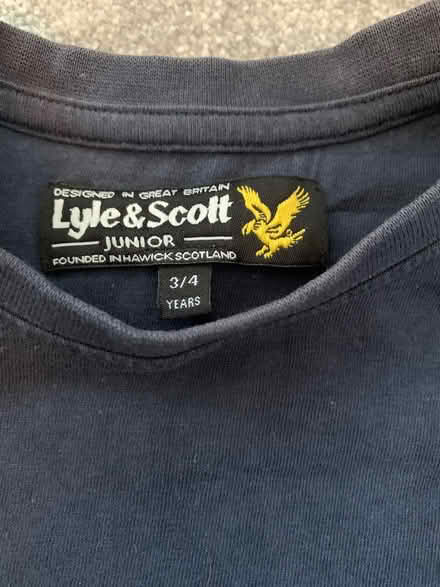 DESIGNED IN GREAT BRITAIN
Lyle&Scott
JUNIOR
FOUNDED IN HAWICK SCOTLAND
3/4
YEARS